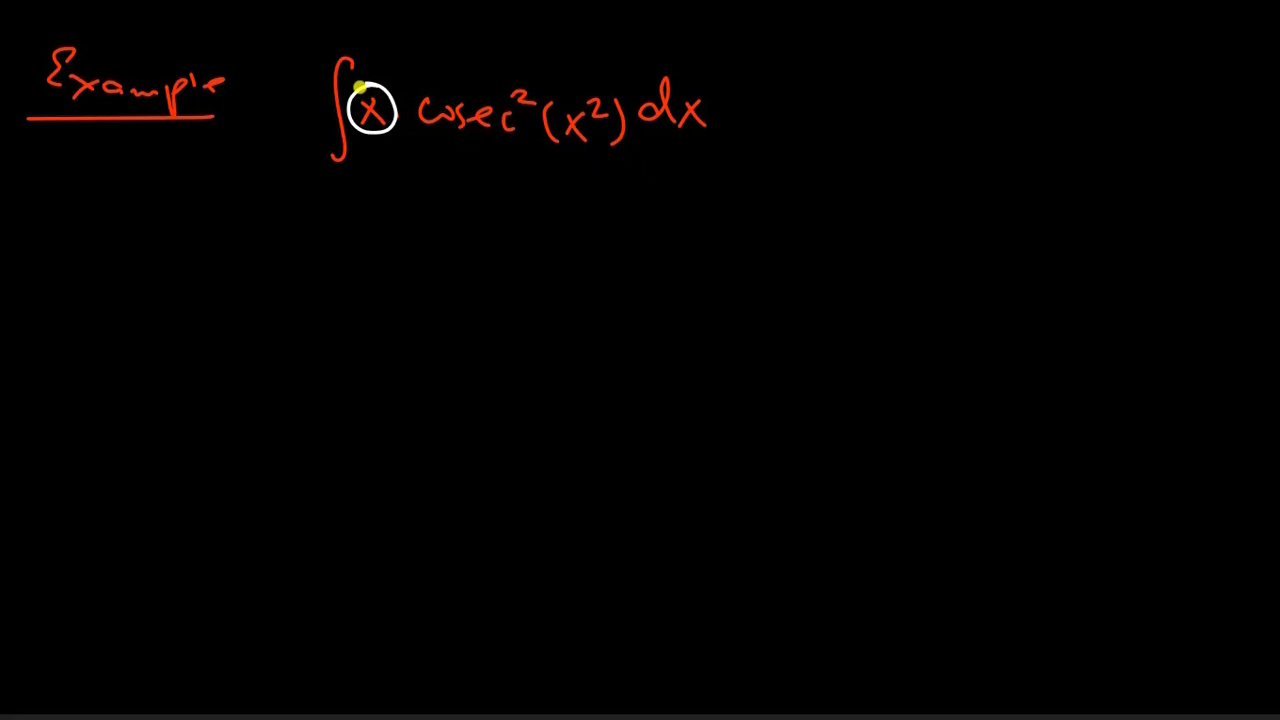 Example ∫ x cosec²(x²) dx